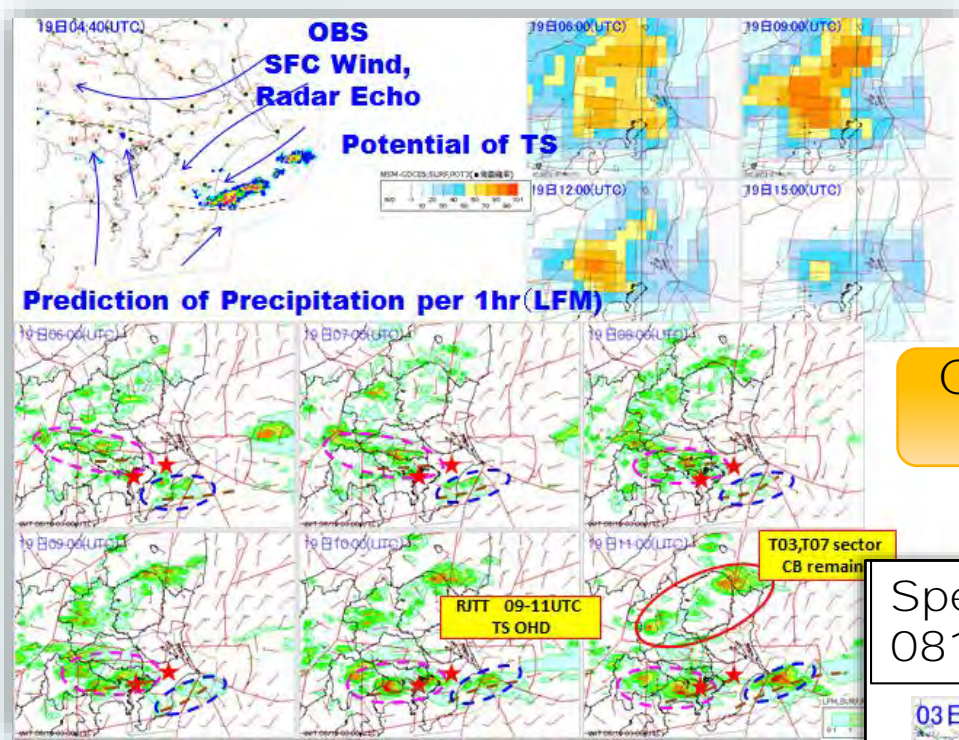 19日04:40(UTC)
OBS
SFC Wind,
Radar Echo
Potential of TS
19日06:00(UTC)
19日09:00(UTC)
19日12:00(UTC)
19日15:00(UTC)
Prediction of Precipitation per 1hr(LFM)
19日06:00(UTC)
19日07:00(UTC)
19日08:00(UTC)
19日09:00(UTC)
19日10:00(UTC)
19日11:00(UTC)
RJTT 09-11UTC
TS OHD
T03,T07 sector
CB remain
C
Spe
081
03日